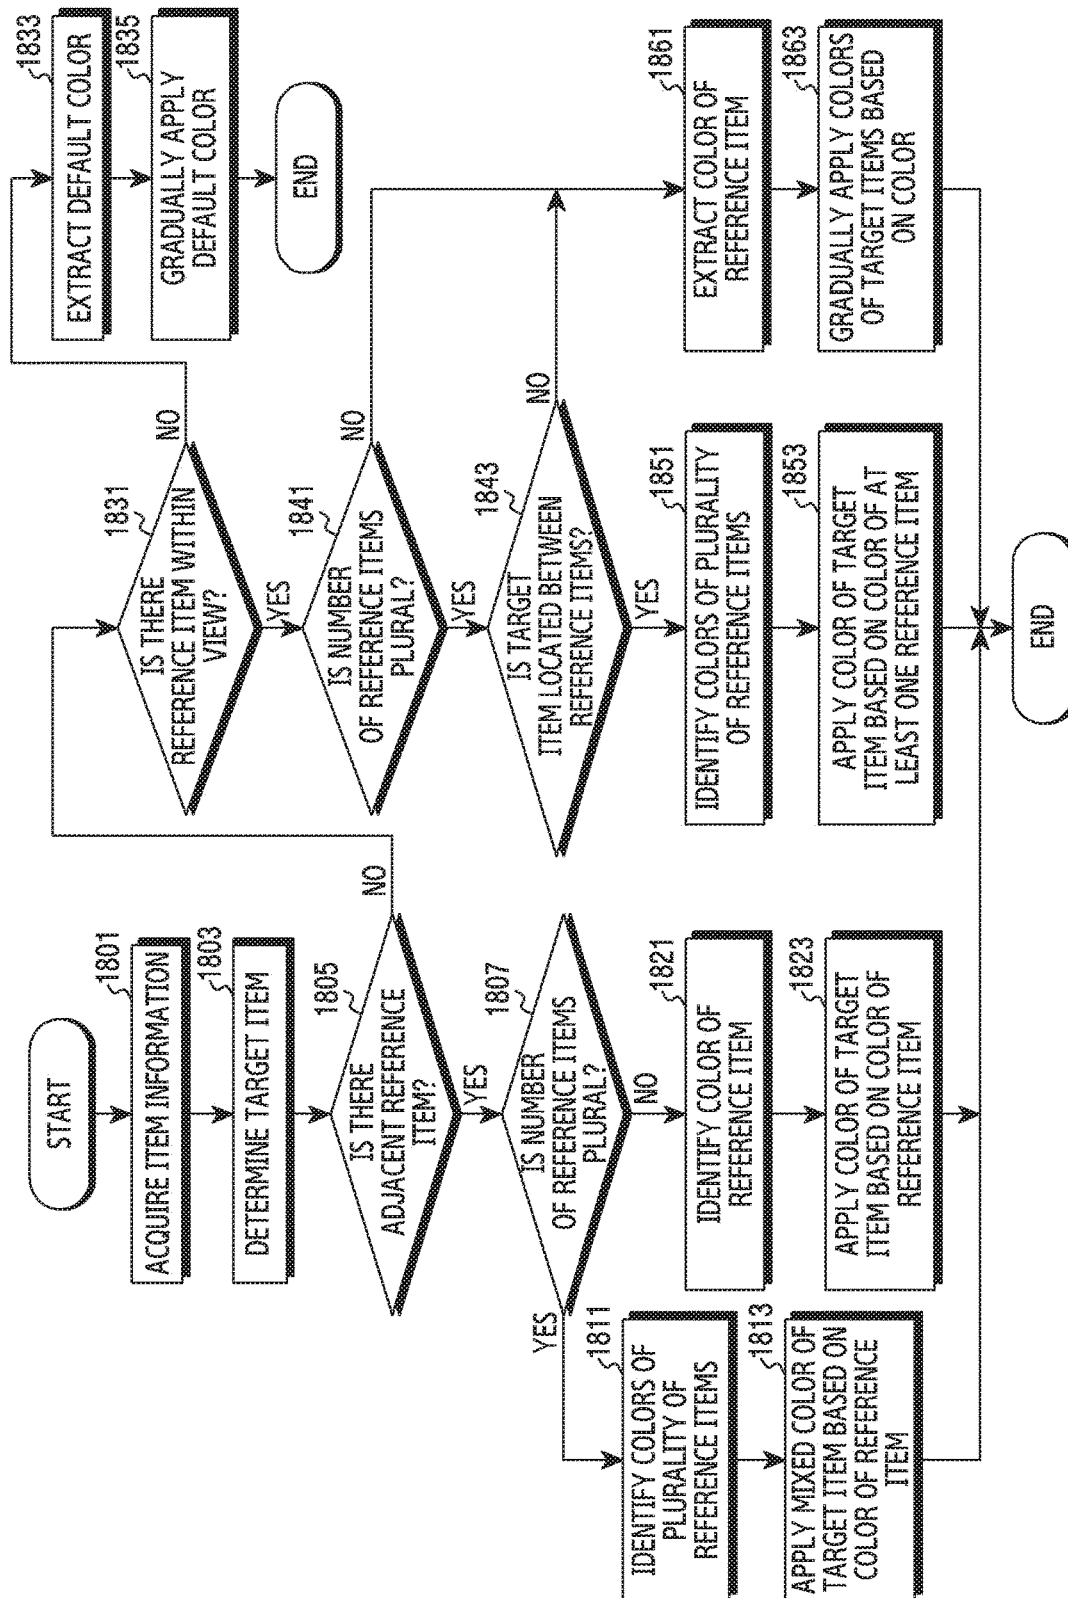 START
1801
ACQUIRE ITEM INFORMATION
1803
DETERMINE TARGET ITEM
1805
IS THERE
ADJACENT REFERENCE
ITEM?
NO
YES
1807
IS NUMBER
OF REFERENCE ITEMS
PLURAL?
YES
NO
1811
IDENTIFY COLORS OF
PLURALITY OF
REFERENCE ITEMS
1813
APPLY MIXED COLOR OF
TARGET ITEM BASED ON
COLOR OF REFERENCE
ITEM
1821
IDENTIFY COLOR OF
REFERENCE ITEM
1823
APPLY COLOR OF TARGET
ITEM BASED ON COLOR OF
REFERENCE ITEM
1831
IS THERE
REFERENCE ITEM WITHIN
VIEW?
NO
YES
1833
EXTRACT DEFAULT COLOR
1835
GRADUALLY APPLY
DEFAULT COLOR
END
1841
IS NUMBER
OF REFERENCE ITEMS
PLURAL?
NO
YES
1843
IS TARGET
ITEM LOCATED BETWEEN
REFERENCE ITEMS?
NO
YES
1851
IDENTIFY COLORS OF PLURALITY
OF REFERENCE ITEMS
1853
APPLY COLOR OF TARGET
ITEM BASED ON COLOR OF AT
LEAST ONE REFERENCE ITEM
1861
EXTRACT COLOR OF
REFERENCE ITEM
1863
GRADUALLY APPLY COLORS
OF TARGET ITEMS BASED
ON COLOR
END